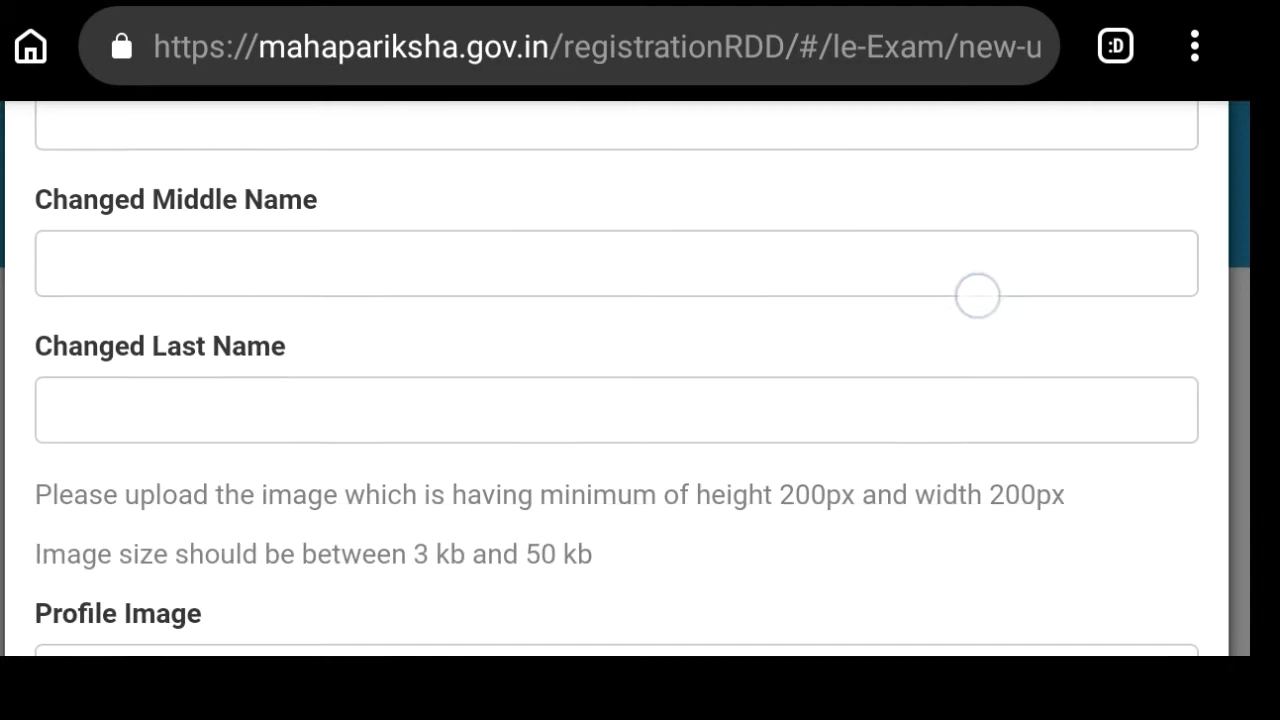 https://mahapariksha.gov.in/registrationRDD/#/le-Exam/new-u
:D
Changed Middle Name
Changed Last Name
Please upload the image which is having minimum of height 200px and width 200px
Image size should be between 3 kb and 50 kb
Profile Image